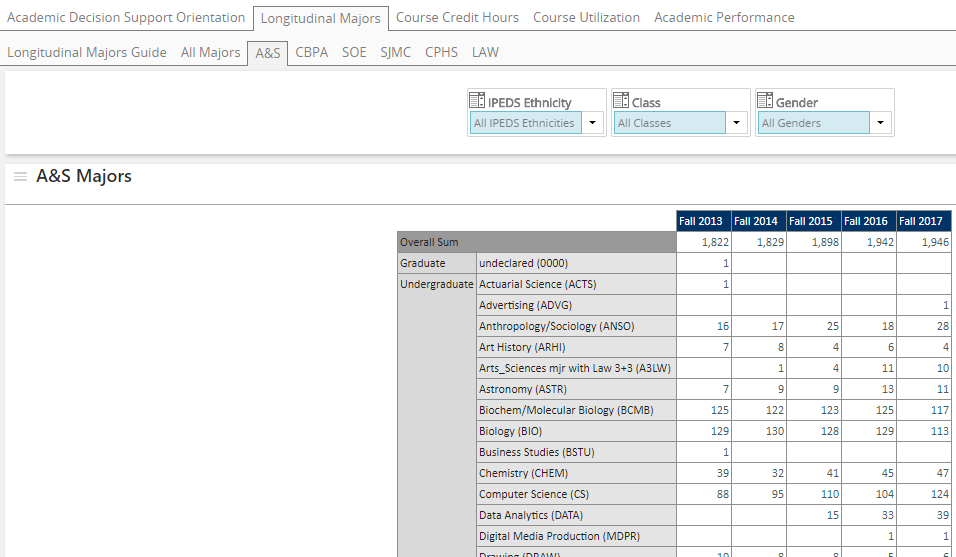 Academic Decision Support Orientation Longitudinal Majors Course Credit Hours Course Utilization Academic Performance
Longitudinal Majors Guide All Majors A&S CBPA SOE SJMC CPHS LAW
IPEDS Ethnicity Class Gender
All IPEDS Ethnicities All Classes All Genders
A&S Majors
Fall 2013 Fall 2014 Fall 2015 Fall 2016 Fall 2017
Overall Sum 1,822 1,829 1,898 1,942 1,946
Graduate undeclared (0000) 1
Undergraduate Actuarial Science (ACTS) 1
Advertising (ADVG) 1
Anthropology/Sociology (ANSO) 16 17 25 18 28
Art History (ARHI) 7 8 4 6 4
Arts_Sciences mjr with Law 3+3 (A3LW) 1 4 11 10
Astronomy (ASTR) 7 9 9 13 11
Biochem/Molecular Biology (BCMB) 125 122 123 125 117
Biology (BIO) 129 130 128 129 113
Business Studies (BSTU) 1
Chemistry (CHEM) 39 32 41 45 47
Computer Science (CS) 88 95 110 104 124
Data Analytics (DATA) 15 33 39
Digital Media Production (MDPR) 1 1
Drawing (DRAW) 10 8 8 5 6